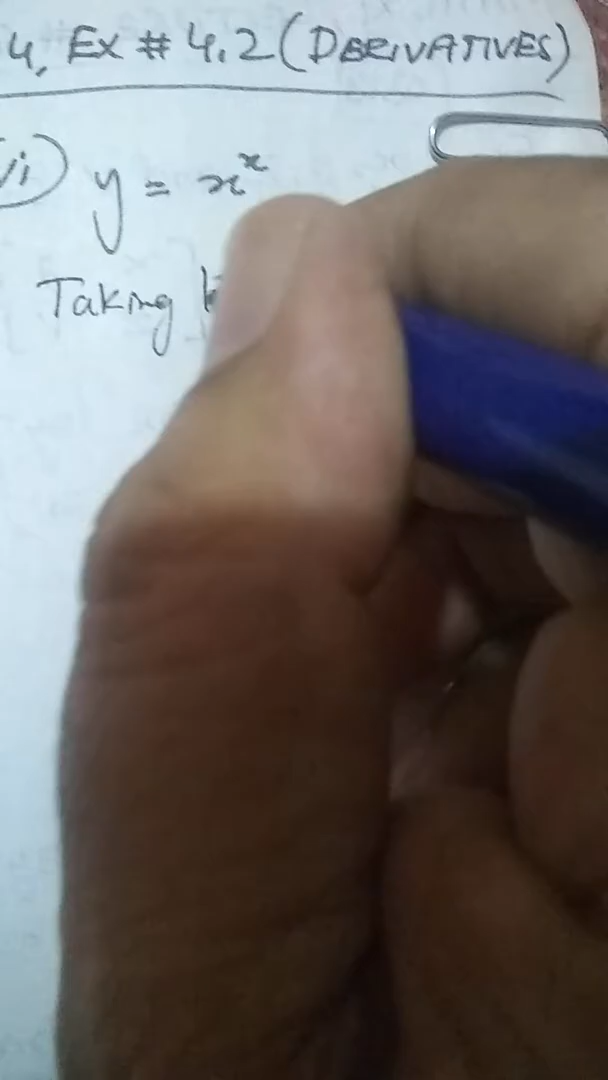 4, Ex # 4.2 (DERIVATIVES)
vi) y = x^x
Taking